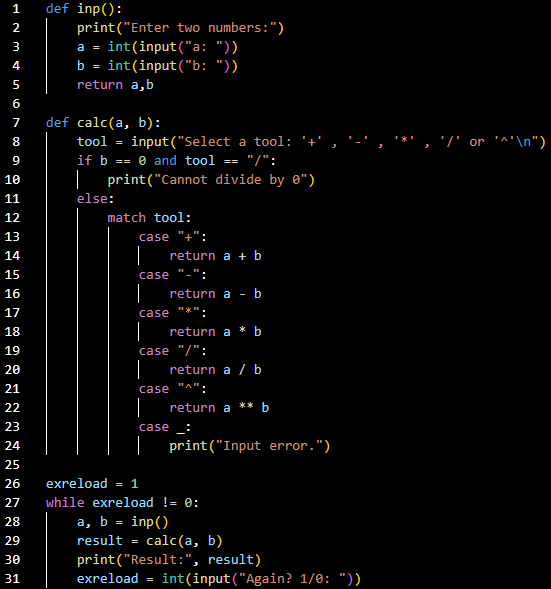 1 def inp():
2     print("Enter two numbers:")
3     a = int(input("a: "))
4     b = int(input("b: "))
5     return a,b
6
7 def calc(a, b):
8     tool = input("Select a tool: '+' , '-' , '*' , '/' or '^'\n")
9     if b == 0 and tool == "/":
10         print("Cannot divide by 0")
11     else:
12         match tool:
13             case "+":
14                 return a + b
15             case "-":
16                 return a - b
17             case "*":
18                 return a * b
19             case "/":
20                 return a / b
21             case "^":
22                 return a ** b
23             case _:
24                 print("Input error.")
25
26 exreload = 1
27 while exreload != 0:
28     a, b = inp()
29     result = calc(a, b)
30     print("Result:", result)
31     exreload = int(input("Again? 1/0: "))